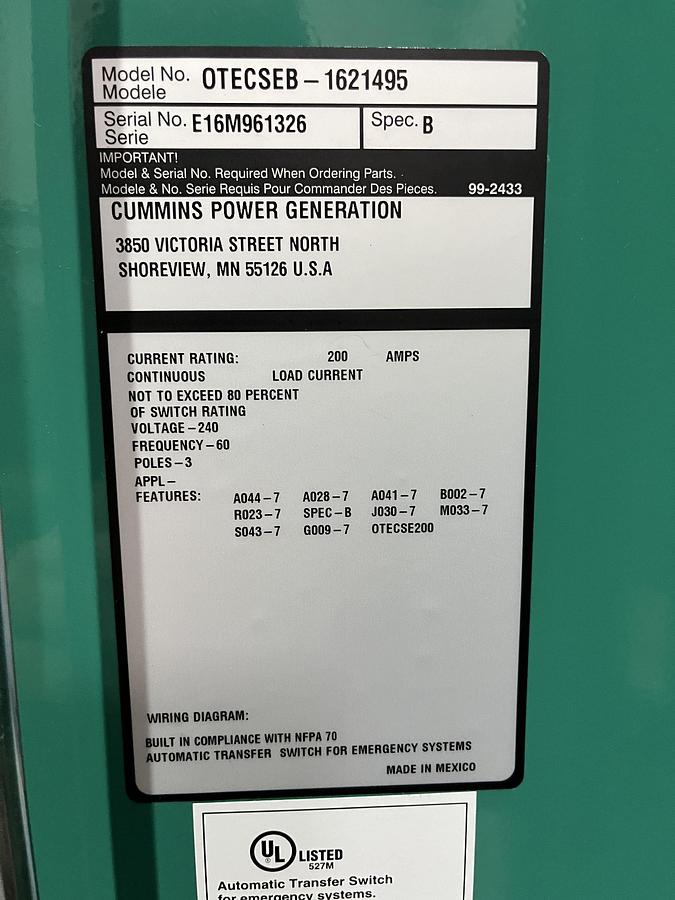 Model No. OTECSEB-1621495
Modele
Serial No. E16M961326 Spec. B
Serie
IMPORTANT!
Model & Serial No. Required When Ordering Parts.
Modele & No. Serie Requis Pour Commander Des Pieces. 99-2433
CUMMINS POWER GENERATION
3850 VICTORIA STREET NORTH
SHOREVIEW, MN 55126 U.S.A
CURRENT RATING: 200 AMPS
CONTINUOUS LOAD CURRENT
NOT TO EXCEED 80 PERCENT
OF SWITCH RATING
VOLTAGE-240
FREQUENCY-60
POLES-3
APPL-
FEATURES: A044-7 A028-7 A041-7 B002-7
R023-7 SPEC-B J030-7 M033-7
S043-7 G009-7 OTECSE200
WIRING DIAGRAM:
BUILT IN COMPLIANCE WITH NFPA 70
AUTOMATIC TRANSFER SWITCH FOR EMERGENCY SYSTEMS
MADE IN MEXICO
UL ® LISTED
527M
Automatic Transfer Switch
for emergency systems.